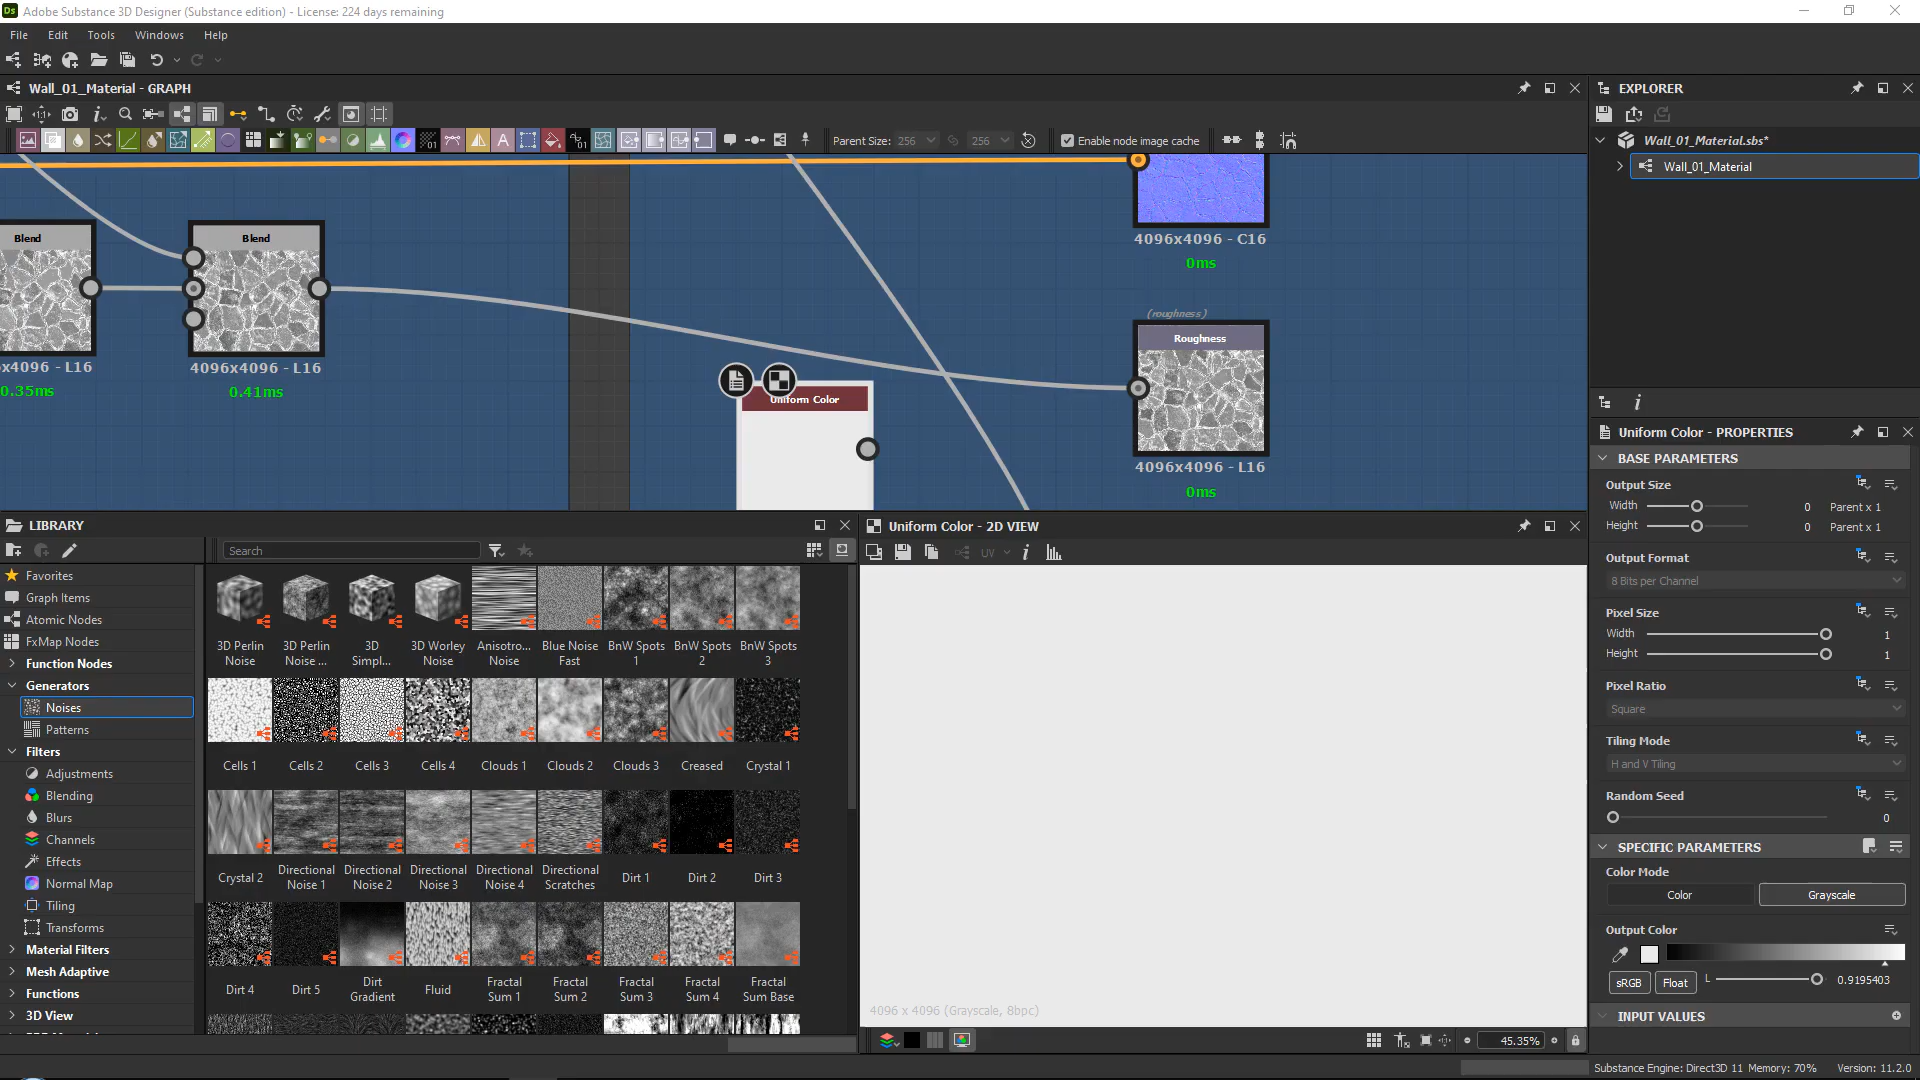 Ds Adobe Substance 3D Designer (Substance edition) - License: 224 days remaining
File Edit Tools Windows Help
Wall_01_Material - GRAPH
Parent Size: 256 256 Enable node image cache
Blend
4096x4096 - L16
0.35ms
Blend
4096x4096 - L16
0.41ms
Uniform Color
4096x4096 - C16
0ms
(roughness)
Roughness
4096x4096 - L16
0ms
EXPLORER
Wall_01_Material.sbs*
Wall_01_Material
LIBRARY
Search
Favorites
Graph Items
Atomic Nodes
FxMap Nodes
Function Nodes
Generators
Noises
Patterns
Filters
Adjustments
Blending
Blurs
Channels
Effects
Normal Map
Tiling
Transforms
Material Filters
Mesh Adaptive
Functions
3D View
3D Perlin Noise
3D Perlin Noise ...
3D Simpl...
3D Worley Noise
Anisotro... Noise
Blue Noise Fast
BnW Spots 1
BnW Spots 2
BnW Spots 3
Cells 1
Cells 2
Cells 3
Cells 4
Clouds 1
Clouds 2
Clouds 3
Creased
Crystal 1
Crystal 2
Directional Noise 1
Directional Noise 2
Directional Noise 3
Directional Noise 4
Directional Scratches
Dirt 1
Dirt 2
Dirt 3
Dirt 4
Dirt 5
Dirt Gradient
Fluid
Fractal Sum 1
Fractal Sum 2
Fractal Sum 3
Fractal Sum 4
Fractal Sum Base
Uniform Color - 2D VIEW
UV
4096 x 4096 (Grayscale, 8bpc)
45.35%
Uniform Color - PROPERTIES
BASE PARAMETERS
Output Size
Width 0 Parent x 1
Height 0 Parent x 1
Output Format
8 Bits per Channel
Pixel Size
Width 1
Height 1
Pixel Ratio
Square
Tiling Mode
H and V Tiling
Random Seed
0
SPECIFIC PARAMETERS
Color Mode
Color Grayscale
Output Color
sRGB Float L 0.9195403
INPUT VALUES
Substance Engine: Direct3D 11 Memory: 70% Version: 11.2.0